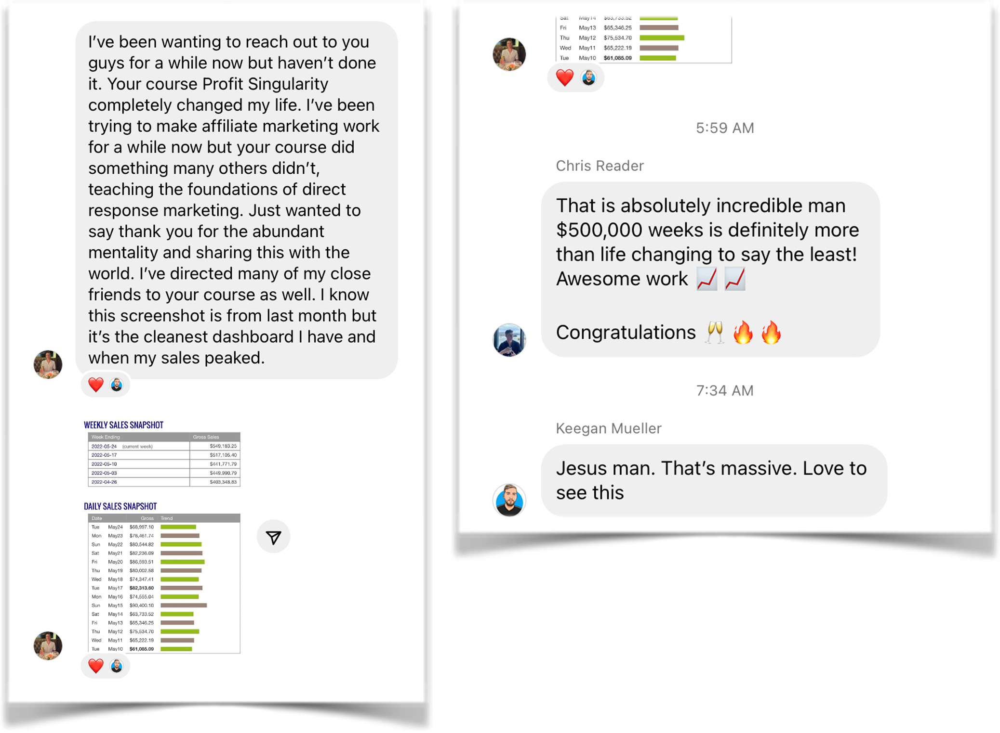 I've been wanting to reach out to you
guys for a while now but haven't done
it. Your course Profit Singularity
completely changed my life. I've been
trying to make affiliate marketing work
for a while now but your course did
something many others didn't,
teaching the foundations of direct
response marketing. Just wanted to
say thank you for the abundant
mentality and sharing this with the
world. I've directed many of my close
friends to your course as well. I know
this screenshot is from last month but
it's the cleanest dashboard I have and
when my sales peaked.
WEEKLY SALES SNAPSHOT
Week Ending Gross Sales
2022-05-24 (current week) $549,183.25
2022-05-17 $517,105.40
2022-05-10 $441,771.79
2022-05-03 $449,990.79
2022-04-26 $403,348.83
DAILY SALES SNAPSHOT
Date Gross Trend
Tue May24 $68,997.10
Mon May23 $76,461.74
Sun May22 $80,544.82
Sat May21 $82,236.09
Fri May20 $86,593.51
Thu May19 $80,002.58
Wed May18 $74,347.41
Tue May17 $82,313.60
Mon May16 $74,555.04
Sun May15 $90,400.10
Sat May14 $63,733.52
Fri May13 $65,346.25
Thu May12 $75,534.70
Wed May11 $65,222.19
Tue May10 $61,085.09
Sat May14 $63,733.52
Fri May13 $65,346.25
Thu May12 $75,534.70
Wed May11 $65,222.19
Tue May10 $61,085.09
5:59 AM
Chris Reader
That is absolutely incredible man
$500,000 weeks is definitely more
than life changing to say the least!
Awesome work 📈 📈
Congratulations 🥂 🔥 🔥
7:34 AM
Keegan Mueller
Jesus man. That's massive. Love to
see this